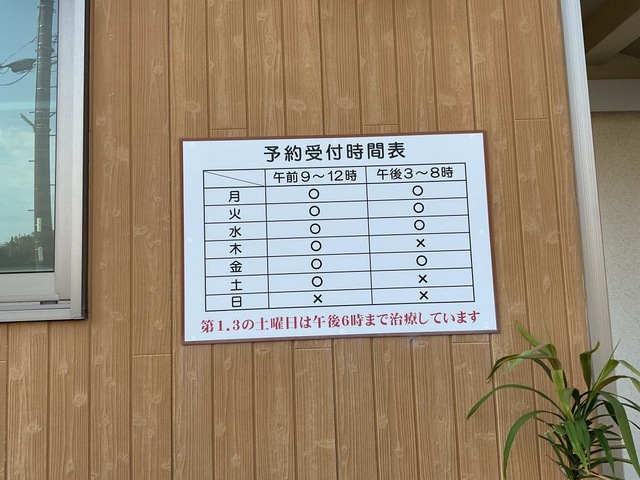 予約受付時間表
午前9～12時 午後3～8時
月 ○ ○
火 ○ ○
水 ○ ○
木 ○ ×
金 ○ ○
土 ○ ×
日 × ×
第1.3の土曜日は午後6時まで治療しています